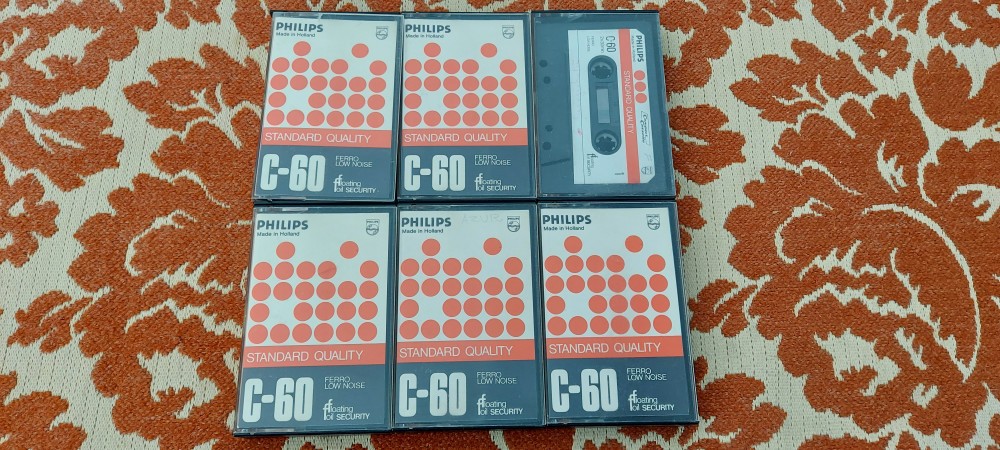 PHILIPS
Made in Holland
STANDARD QUALITY
C-60
FERRO
LOW NOISE
floating
foil SECURITY
PHILIPS
Made in Holland
STANDARD QUALITY
C-60
FERRO
LOW NOISE
floating
foil SECURITY
PHILIPS
C-60
STANDARD QUALITY
PHILIPS
Made in Holland
STANDARD QUALITY
C-60
FERRO
LOW NOISE
floating
foil SECURITY
PHILIPS
Made in Holland
STANDARD QUALITY
C-60
FERRO
LOW NOISE
floating
foil SECURITY
PHILIPS
Made in Holland
STANDARD QUALITY
C-60
FERRO
LOW NOISE
floating
foil SECURITY